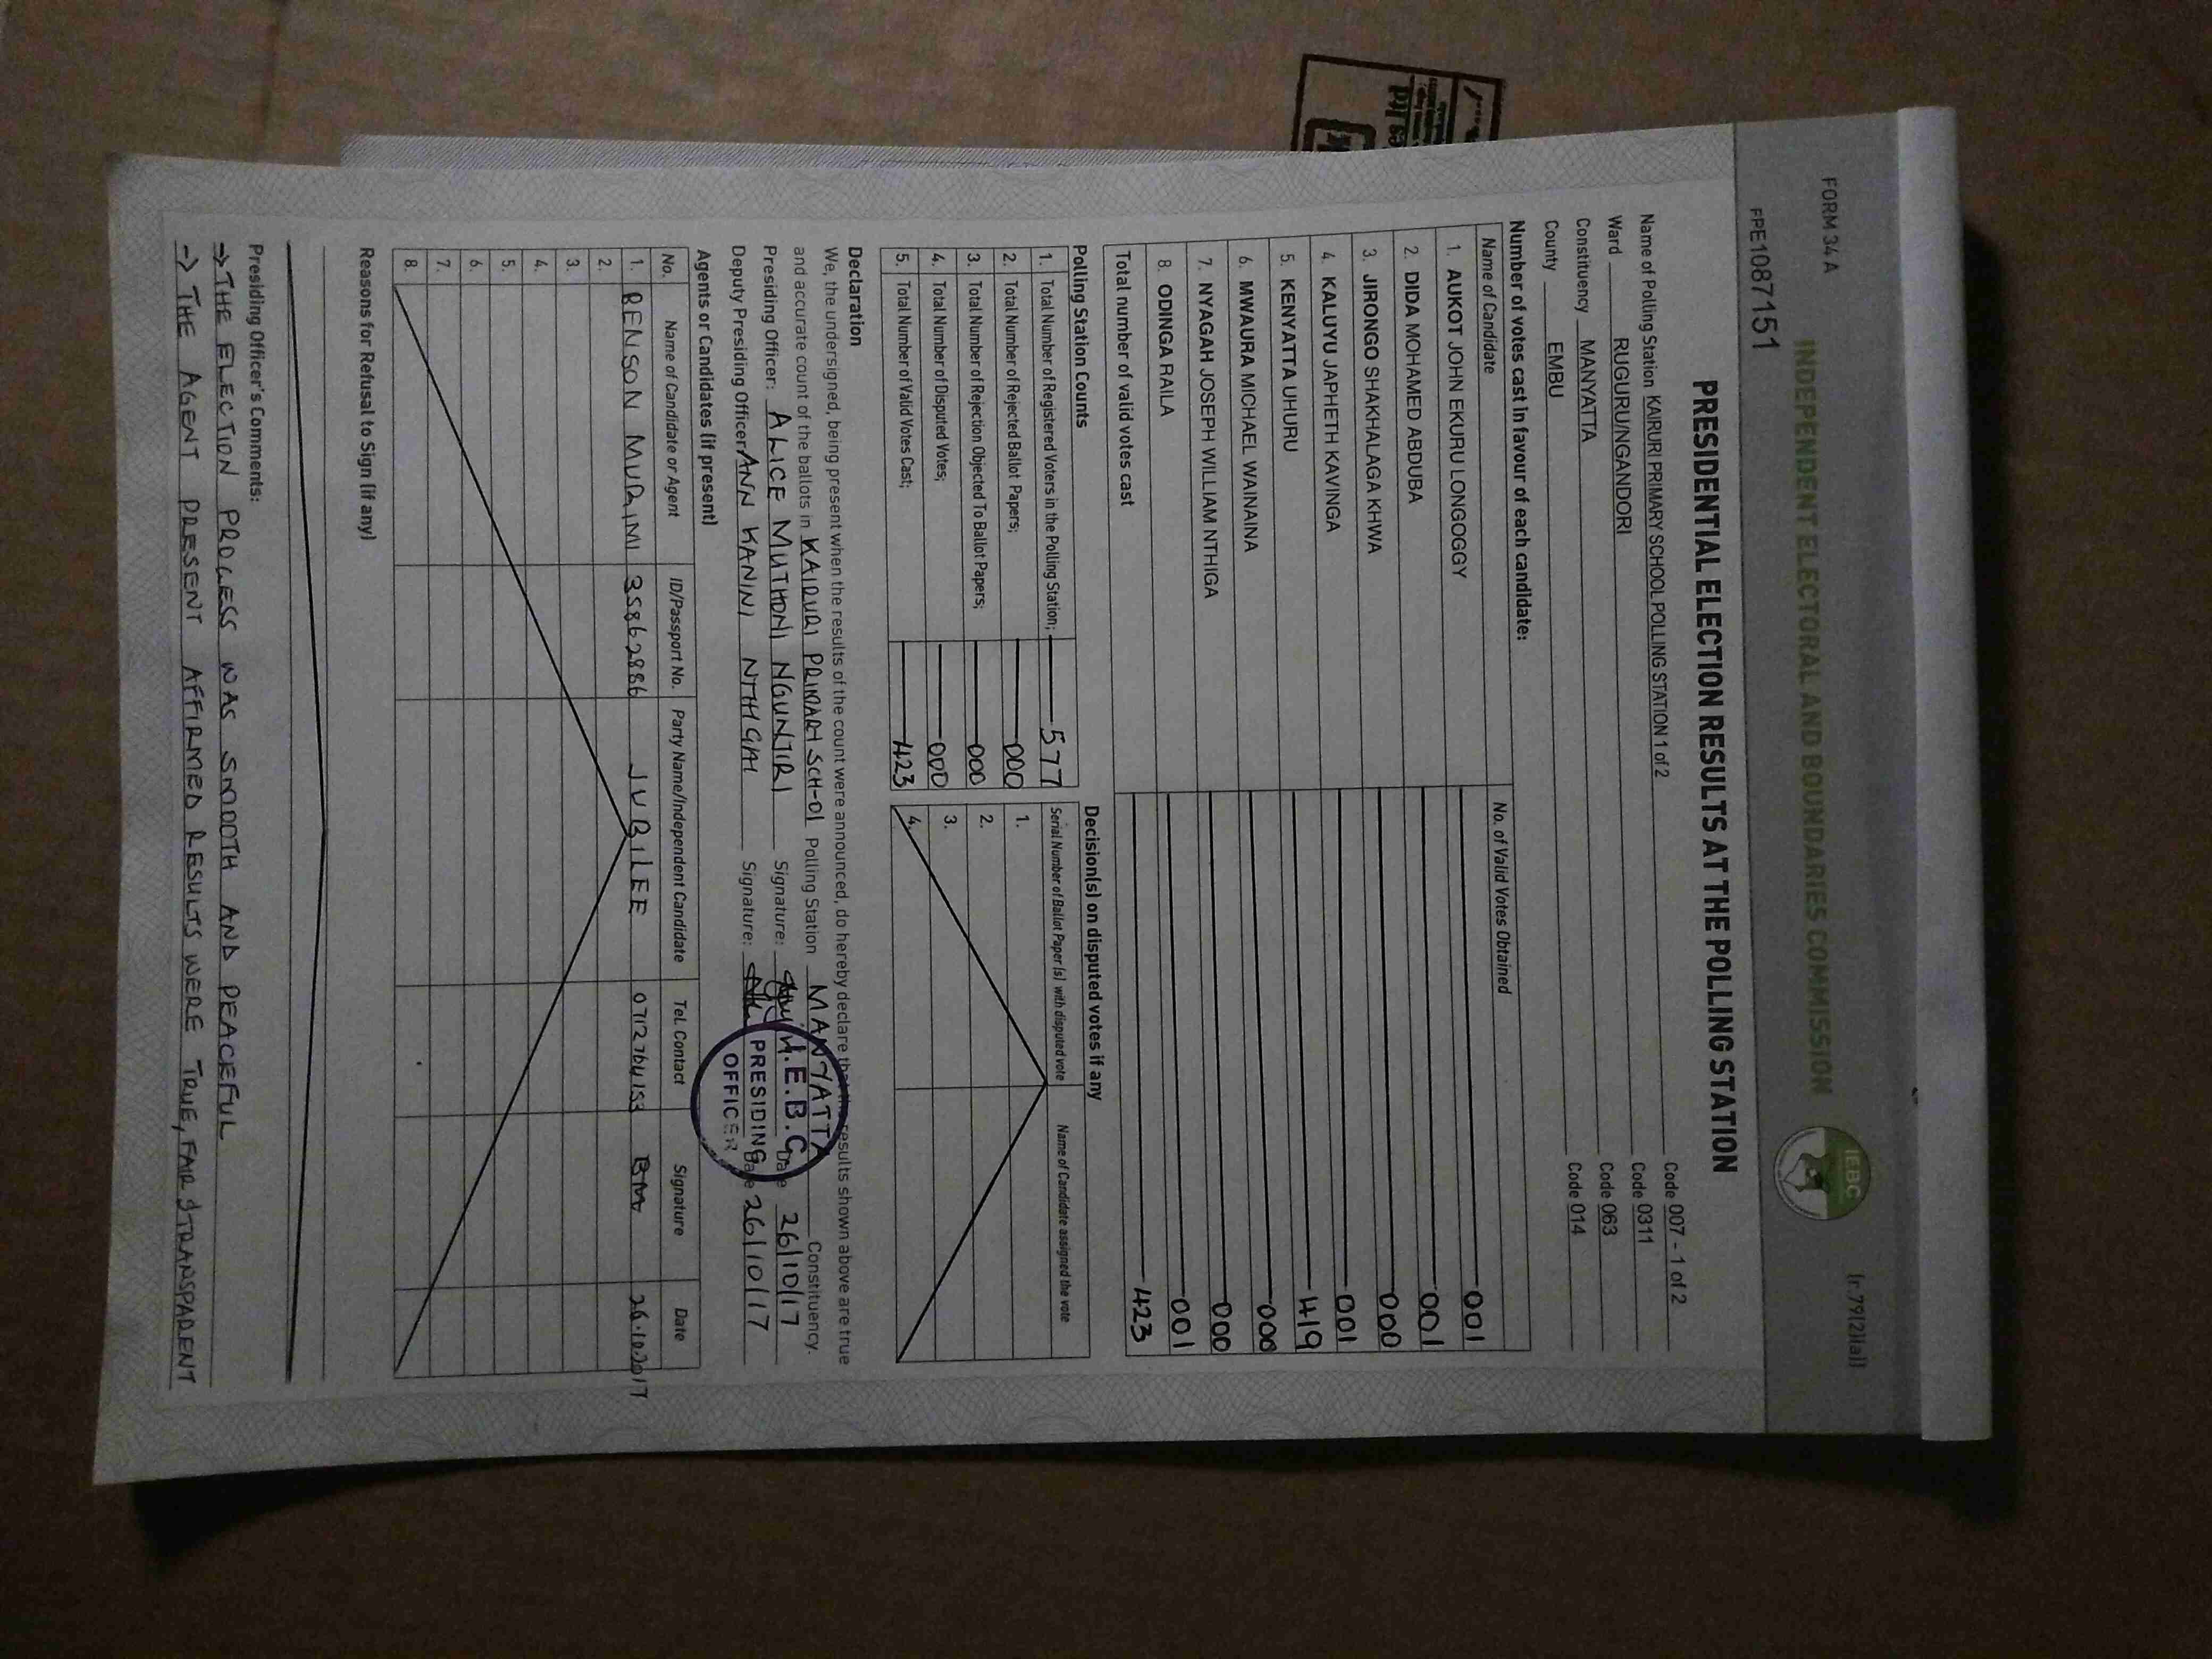 FORM 34 A
(r.79(2)(a))
INDEPENDENT ELECTORAL AND BOUNDARIES COMMISSION
IEBC
PPE1087151
PRESIDENTIAL ELECTION RESULTS AT THE POLLING STATION
Name of Polling Station KAIRURI PRIMARY SCHOOL POLLING STATION 1 of 2 Code 007 - 1 of 2
Ward RUGURU/NGANDORI Code 0311
Constituency MANYATTA Code 063
County EMBU Code 014
Number of votes cast in favour of each candidate:
Name of Candidate No. of Valid Votes Obtained
1. AUKOT JOHN EKURU LONGOGGY 001
2. DIDA MOHAMED ABDUBA 001
3. JIRONGO SHAKHALAGA KHWA 000
4. KALUYU JAPHETH KAVINGA 001
5. KENYATTA UHURU 419
6. MWAURA MICHAEL WAINAINA 000
7. NYAGAH JOSEPH WILLIAM NTHIGA 000
8. ODINGA RAILA 001
Total number of valid votes cast 423
Polling Station Counts
1. Total Number of Registered Voters in the Polling Station; 577
2. Total Number of Rejected Ballot Papers; 000
3. Total Number of Rejection Objected To Ballot Papers; 000
4. Total Number of Disputed Votes; 000
5. Total Number of Valid Votes Cast; 423
Decision(s) on disputed votes if any
Serial Number of Ballot Paper (s) with disputed vote Name of Candidate assigned the vote
1.
2.
3.
4.
Declaration
We, the undersigned, being present when the results of the count were announced, do hereby declare that the results shown above are true
and accurate count of the ballots in KAIRURI PRIMARY SCH-01 Polling Station MANYATTA Constituency.
Presiding Officer: ALICE MUTHONI NGUNJIRI Signature: Date 26/10/17
Deputy Presiding Officer: ANN KANINI NTHIGAI Signature: Date 26/10/17
I.E.B.C.
PRESIDING
OFFICER
Agents or Candidates (if present)
No. Name of Candidate or Agent ID/Passport No. Party Name/Independent Candidate Tel. Contact Signature Date
1. BENSON MURIMI 35862886 JUBILEE 0712764153 BM 26.10.2017
2.
3.
4.
5.
6.
7.
8.
Reasons for Refusal to Sign (if any)
Presiding Officer's Comments:
→ THE ELECTION PROCESS WAS SMOOTH AND PEACEFUL
→ THE AGENT PRESENT AFFIRMED RESULTS WERE TRUE, FAIR & TRANSPARENT